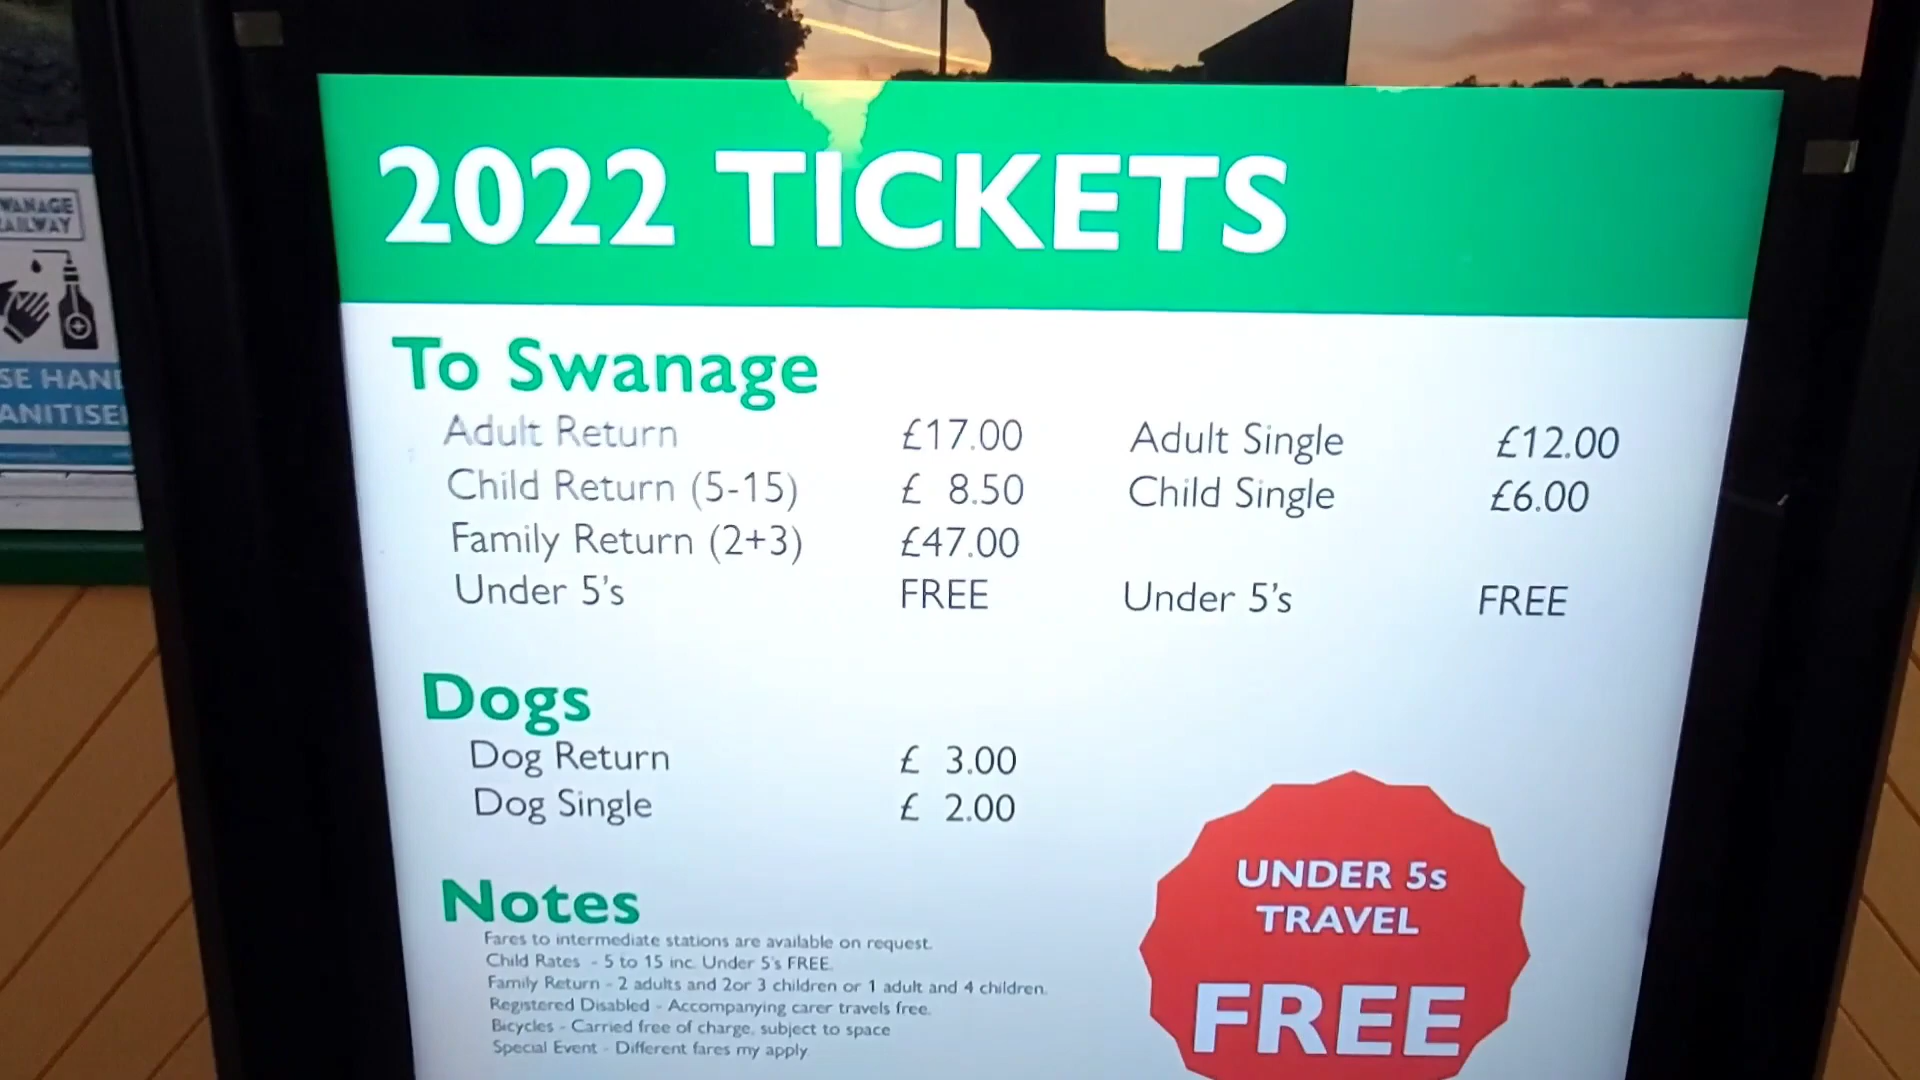 2022 TICKETS
To Swanage
Adult Return £17.00 Adult Single £12.00
Child Return (5-15) £ 8.50 Child Single £6.00
Family Return (2+3) £47.00
Under 5's FREE Under 5's FREE
Dogs
Dog Return £ 3.00
Dog Single £ 2.00
Notes
Fares to intermediate stations are available on request.
Child Rates - 5 to 15 inc. Under 5's FREE.
Family Return - 2 adults and 2or 3 children or 1 adult and 4 children.
Registered Disabled - Accompanying carer travels free.
Bicycles - Carried free of charge, subject to space
Special Event - Different fares my apply
UNDER 5s
TRAVEL
FREE
WANAGE
AILWAY
SE HAN
ANITISE